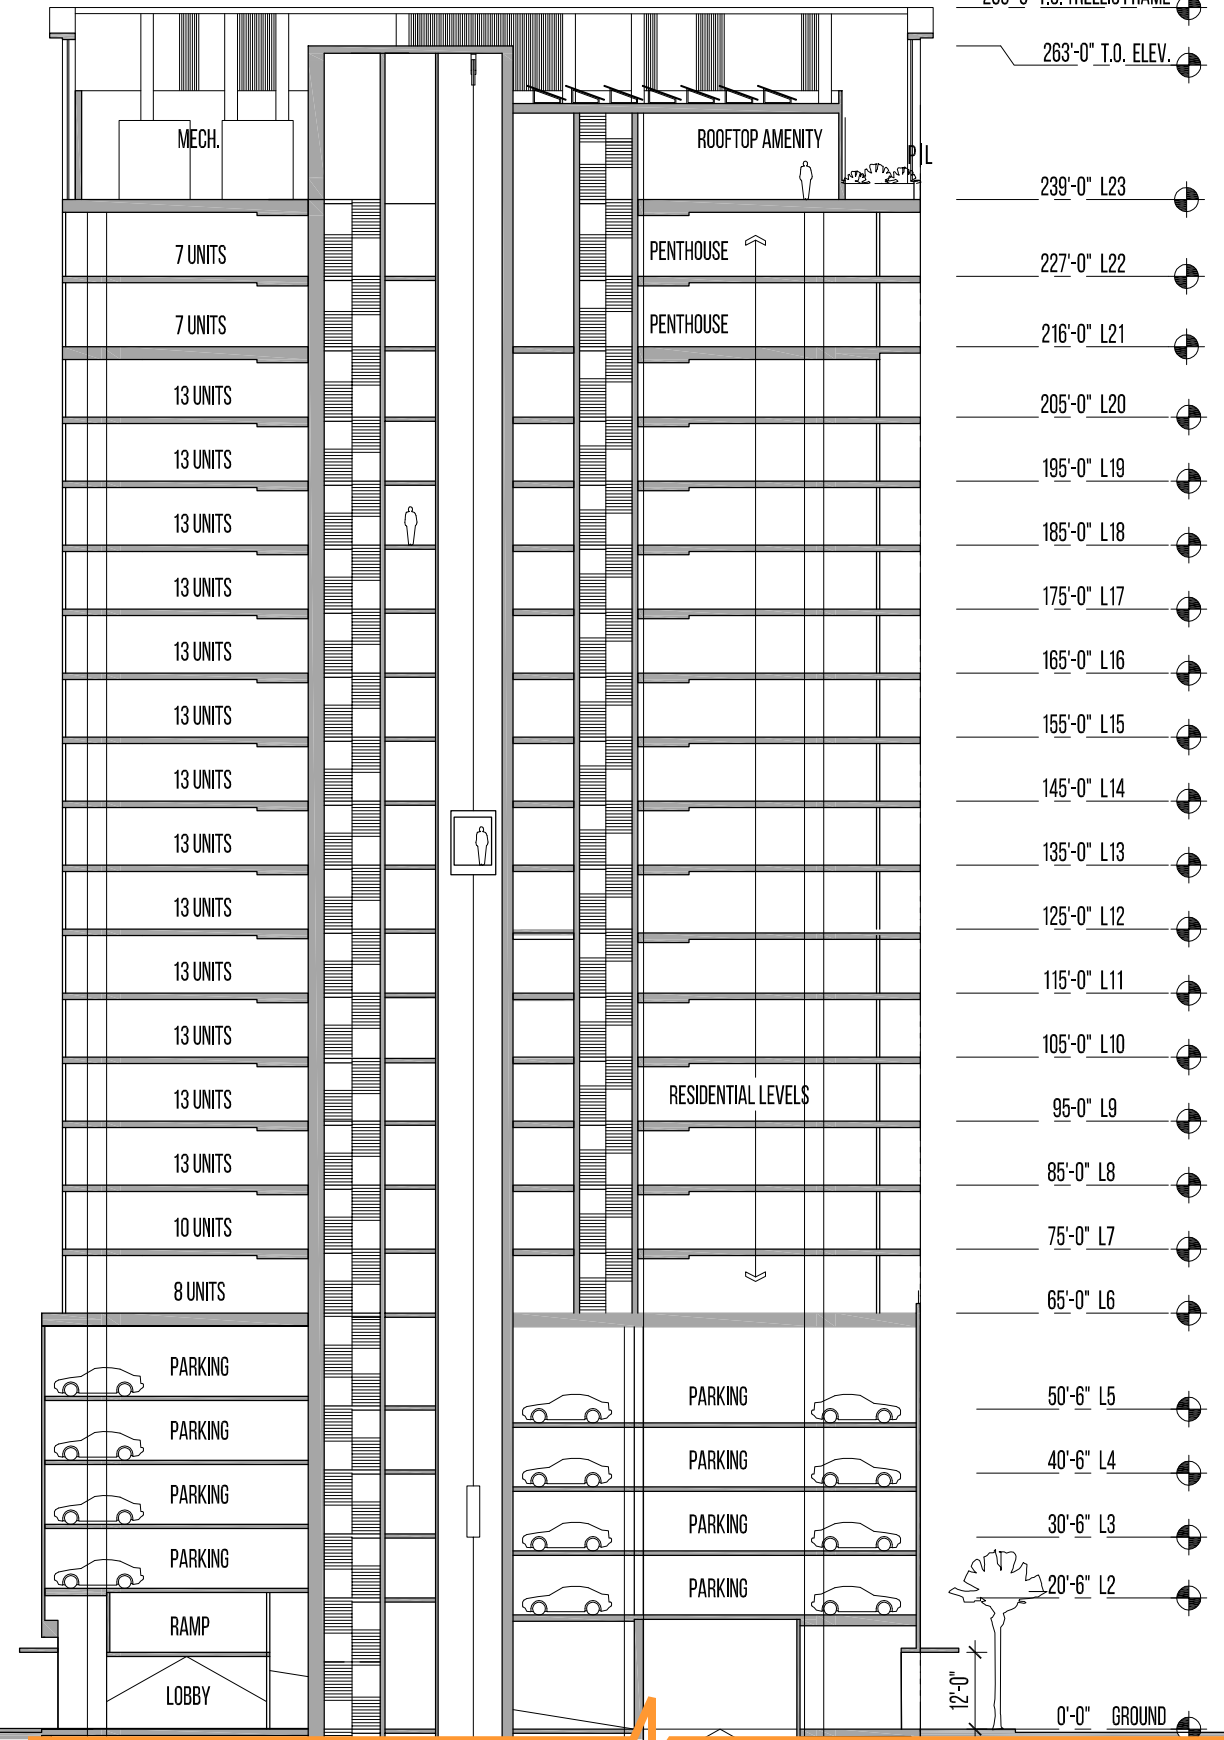 263'-0" T.O. ELEV.
MECH.
ROOFTOP AMENITY
239'-0" L23
7 UNITS
PENTHOUSE
227'-0" L22
7 UNITS
PENTHOUSE
216'-0" L21
13 UNITS
205'-0" L20
13 UNITS
195'-0" L19
13 UNITS
185'-0" L18
13 UNITS
175'-0" L17
13 UNITS
165'-0" L16
13 UNITS
155'-0" L15
13 UNITS
145'-0" L14
13 UNITS
135'-0" L13
13 UNITS
125'-0" L12
13 UNITS
115'-0" L11
13 UNITS
105'-0" L10
13 UNITS
RESIDENTIAL LEVELS
95-0" L9
13 UNITS
85'-0" L8
10 UNITS
75'-0" L7
8 UNITS
65'-0" L6
PARKING
PARKING
50'-6" L5
PARKING
PARKING
40'-6" L4
PARKING
PARKING
30'-6" L3
PARKING
PARKING
20'-6" L2
RAMP
LOBBY
12'-0"
0'-0" GROUND